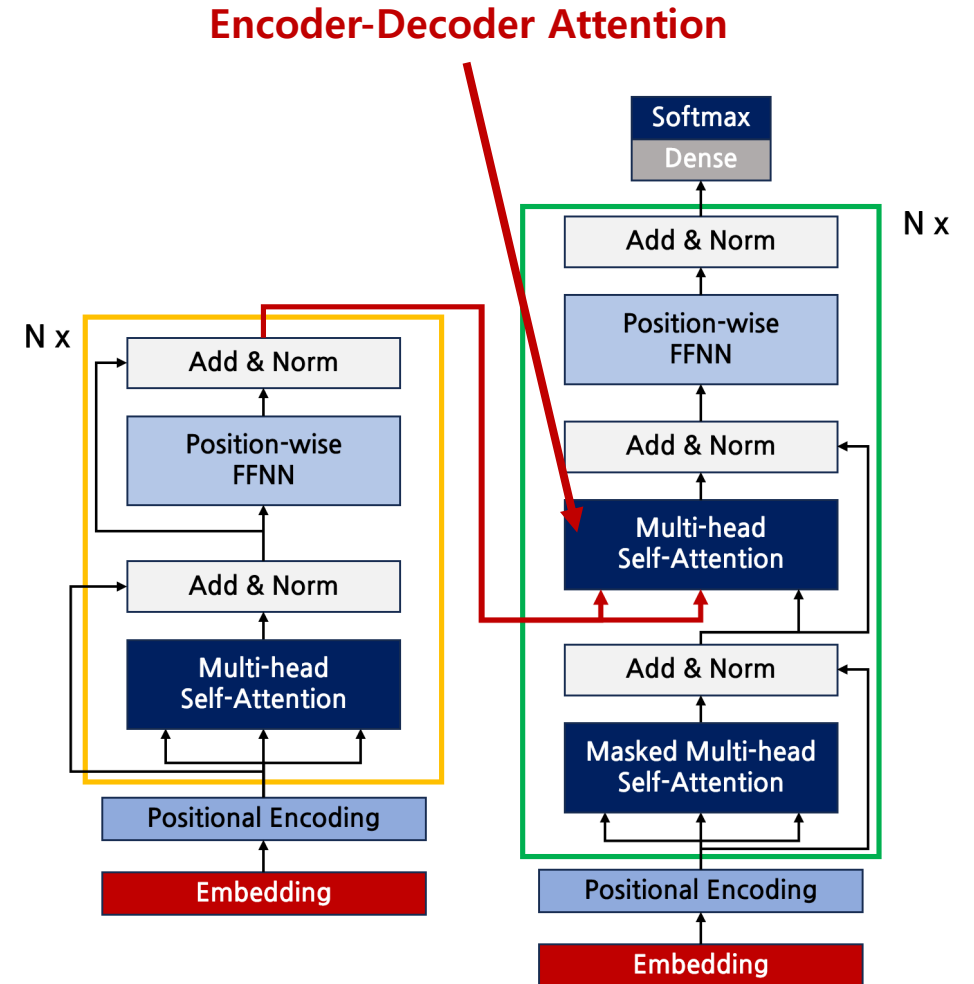 Encoder-Decoder Attention
N x
Add & Norm
Position-wise
FFNN
Add & Norm
Multi-head
Self-Attention
Positional Encoding
Embedding
Softmax
Dense
N x
Add & Norm
Position-wise
FFNN
Add & Norm
Multi-head
Self-Attention
Add & Norm
Masked Multi-head
Self-Attention
Positional Encoding
Embedding